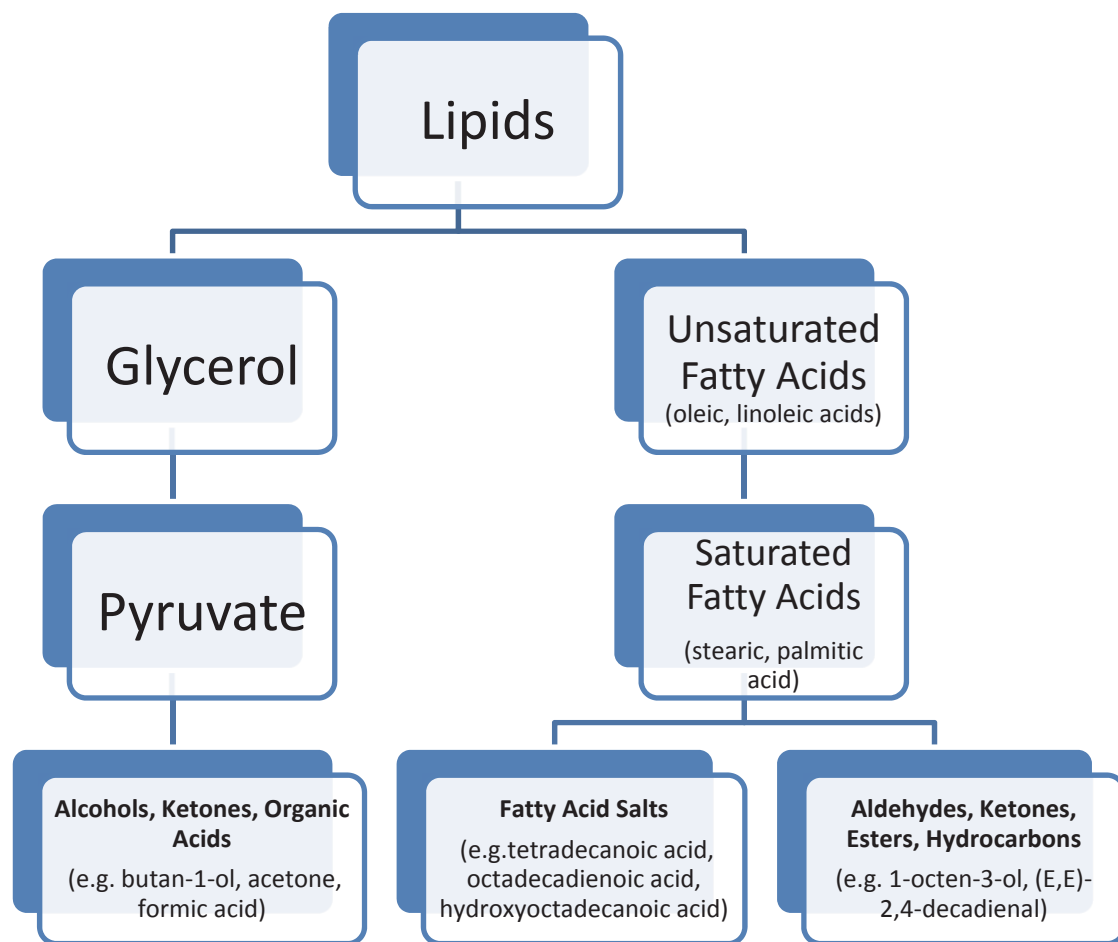 Lipids
Glycerol
Unsaturated
Fatty Acids
(oleic, linoleic acids)
Pyruvate
Saturated
Fatty Acids
(stearic, palmitic
acid)
Alcohols, Ketones, Organic
Acids
(e.g. butan-1-ol, acetone,
formic acid)
Fatty Acid Salts
(e.g.tetradecanoic acid,
octadecadienoic acid,
hydroxyoctadecanoic acid)
Aldehydes, Ketones,
Esters, Hydrocarbons
(e.g. 1-octen-3-ol, (E,E)-
2,4-decadienal)